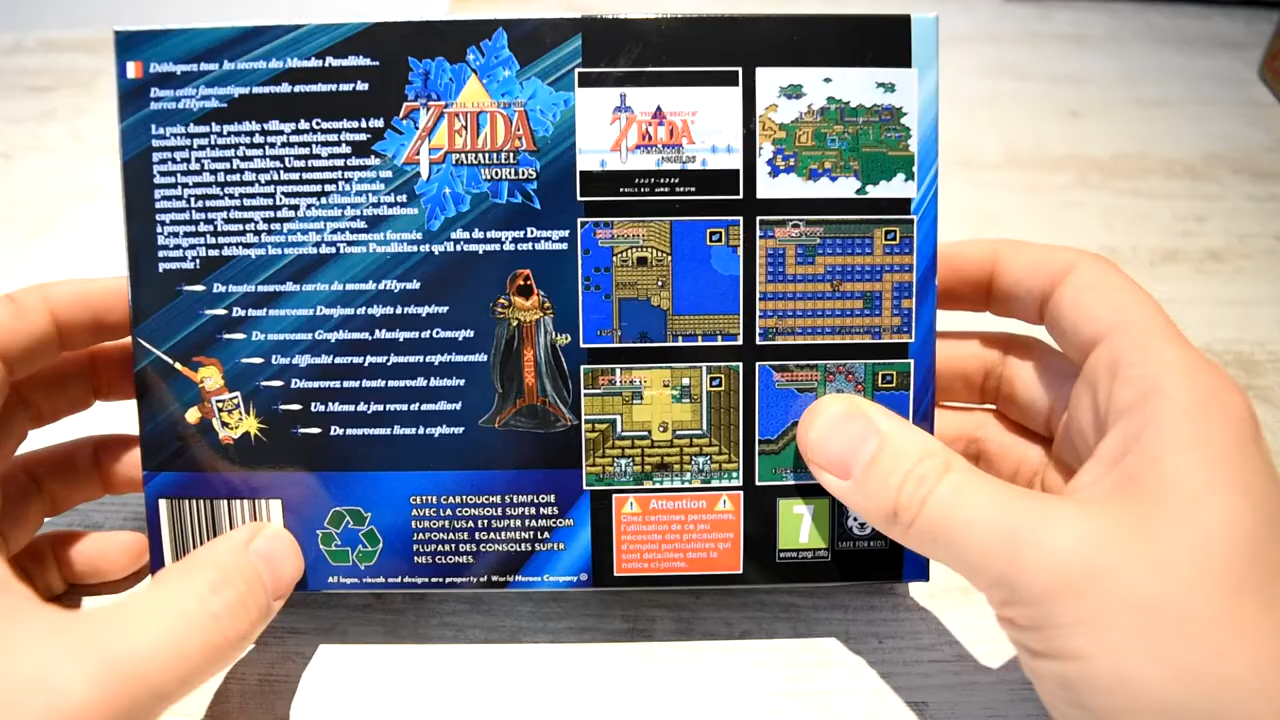 Débloquez tous les secrets des Mondes Parallèles...
Dans cette fantastique nouvelle aventure sur les
terres d'Hyrule...
La paix dans le paisible village de Cocorico à été
troublée par l'arrivée de sept mstérieux étran-
gers qui parlaient d'une lointaine légende
parlant de Tours Parallèles. Une rumeur circule
dans laquelle il est dit qu'à leur sommet repose un
grand pouvoir, cependant personne ne l'a jamais
atteint. Le sombre traitre Draegor, a éliminé le roi et
capturé les sept étrangers afin d'obtenir des révélations
à propos des Tours et de ce puissant pouvoir.
Rejoignez la nouvelle force rebelle fraichement formée afin de stopper Draegor
avant qu'il ne débloque les secrets des Tours Parallèles et qu'il s'empare de cet ultime
pouvoir !
THE LEGEND OF
ZELDA
PARALLEL
WORLDS
De toutes nouvelles cartes du monde d'Hyrule
De tout nouveaux Donjons et objets à récupérer
De nouveaux Graphismes, Musiques et Concepts
Une difficulté accrue pour joueurs expérimentés
Découvrez une toute nouvelle histoire
Un Menu de jeu revu et amélioré
De nouveaux lieux à explorer
THE LEGEND OF
ZELDA
PARALLEL
WORLDS
EUCLID AND SEPH
CETTE CARTOUCHE S'EMPLOIE
AVEC LA CONSOLE SUPER NES
EUROPE/USA ET SUPER FAMICOM
JAPONAISE. EGALEMENT LA
PLUPART DES CONSOLES SUPER
NES CLONES.
All logos, visuals and designs are property of World Heroes Company ©
Attention
Chez certaines personnes,
l'utilisation de ce jeu
nécessite des précautions
d'emploi particulières qui
sont détaillées dans la
notice ci-jointe.
7
www.pegi.info
SAFE FOR KIDS